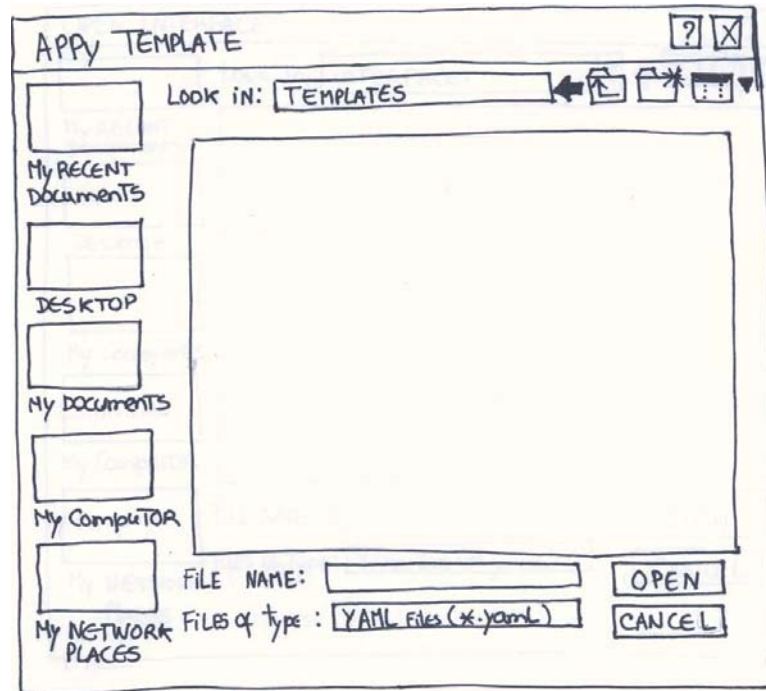 APPy TEMPLATE ? X
LOOK iN: TEMPLATES
My RECENT
DOcumenTS
DESKTOP
My DOCumenTS
My CompuTOR
My NETWORK
PLACES
FiLE NAME:
OPEN
FiLES of type : YAML Files (*.yamL)
CANCEL